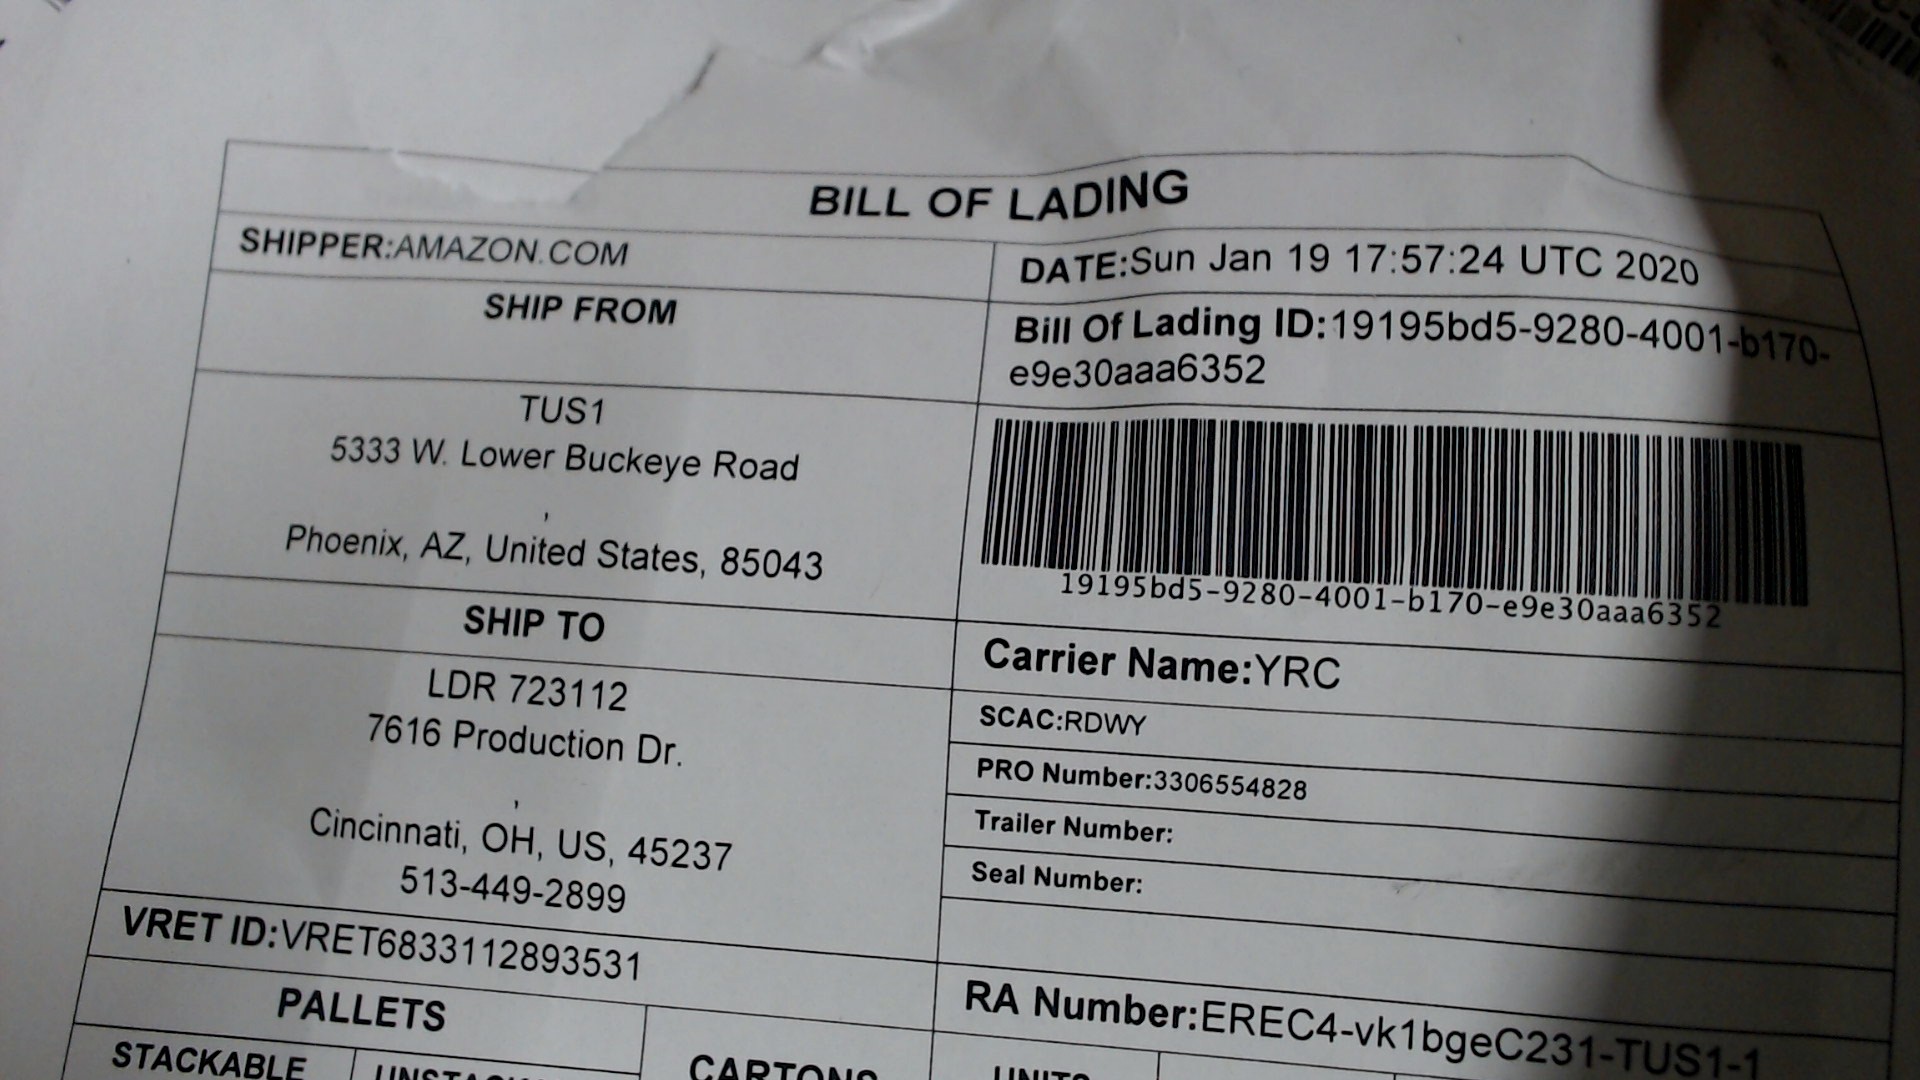 BILL OF LADING
SHIPPER:AMAZON.COM
DATE:Sun Jan 19 17:57:24 UTC 2020
SHIP FROM
Bill Of Lading ID:19195bd5-9280-4001-b170-
e9e30aaa6352
TUS1
5333 W. Lower Buckeye Road
,
Phoenix, AZ, United States, 85043
19195bd5-9280-4001-b170-e9e30aaa6352
SHIP TO
Carrier Name:YRC
LDR 723112
7616 Production Dr.
,
Cincinnati, OH, US, 45237
513-449-2899
SCAC:RDWY
PRO Number:3306554828
Trailer Number:
Seal Number:
VRET ID:VRET6833112893531
RA Number:EREC4-vk1bgeC231-TUS1-1
PALLETS
STACKABLE
CARTONS
UNITS